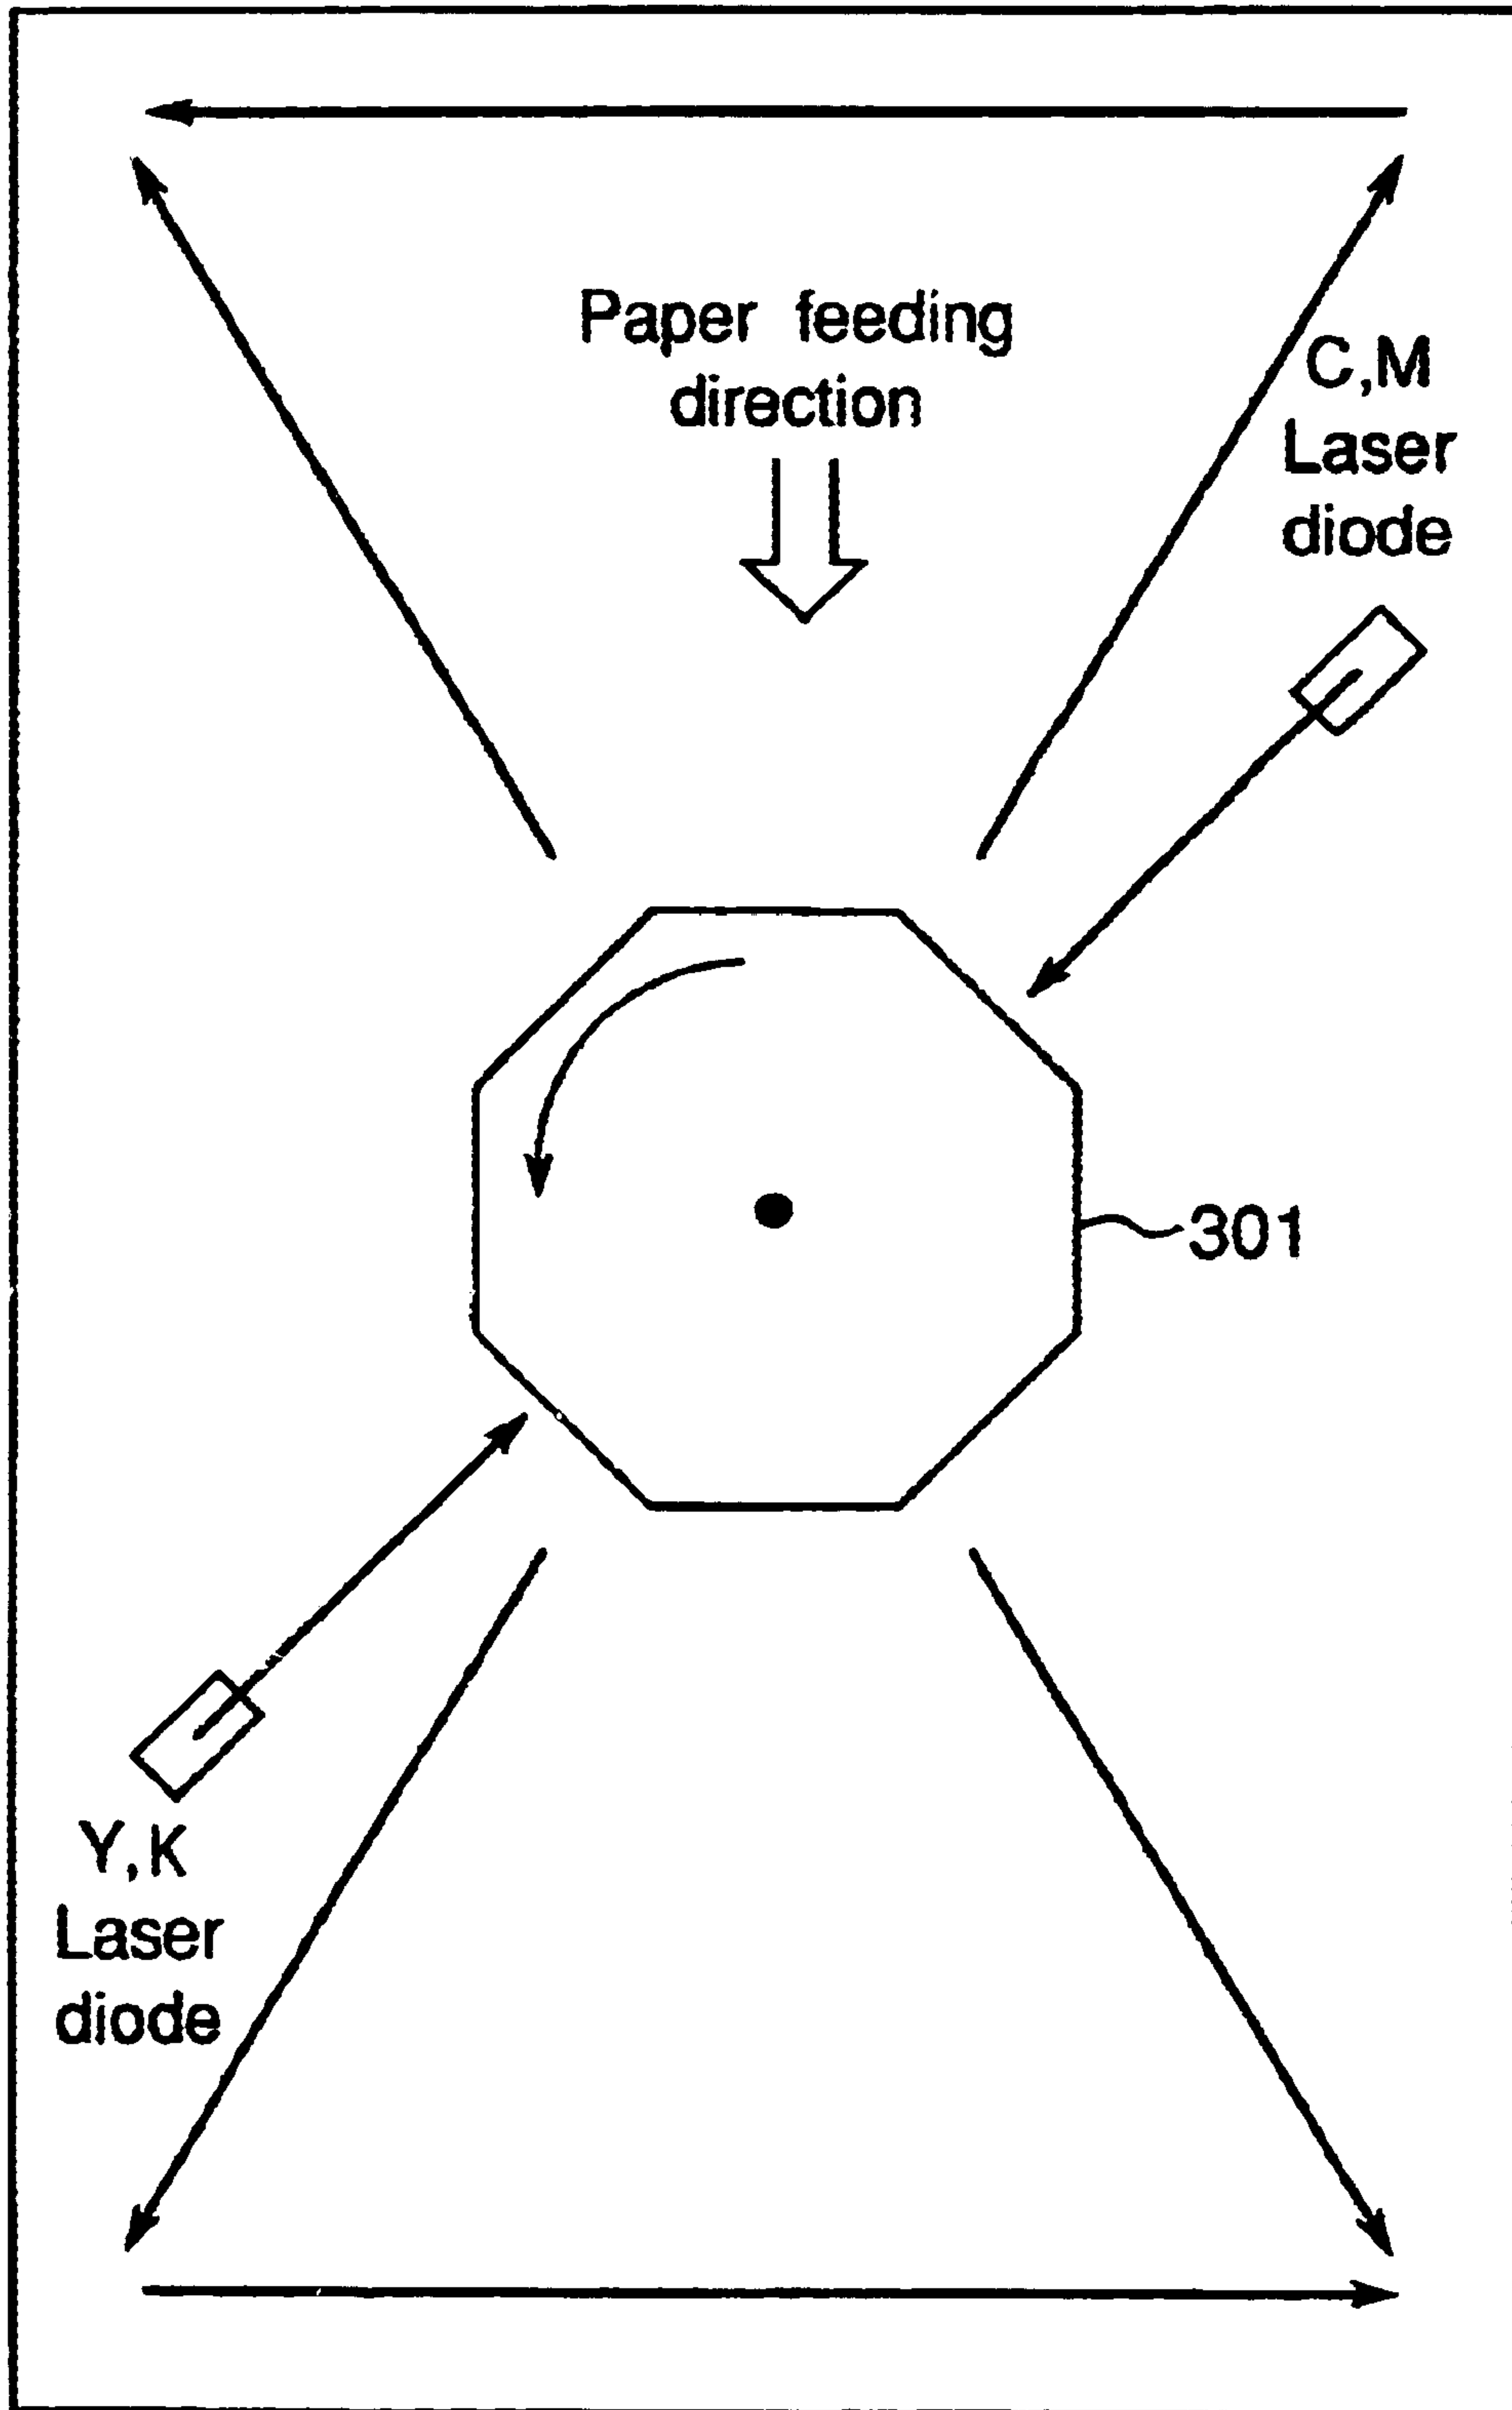 Paper feeding
direction
C,M
Laser
diode
301
Y,K
Laser
diode